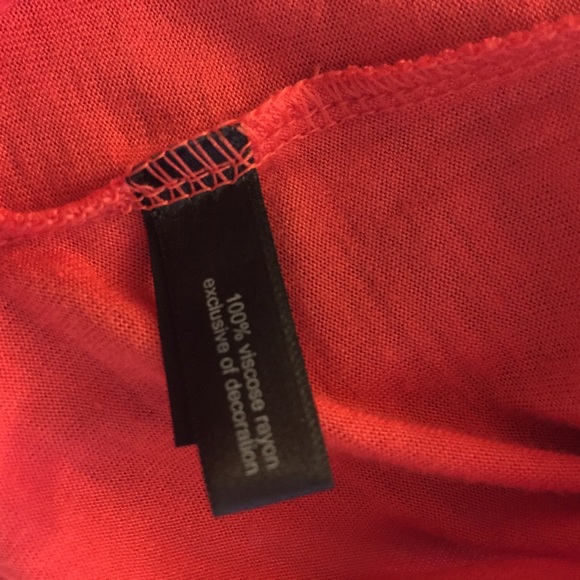 100% viscose rayon
exclusive of decoration